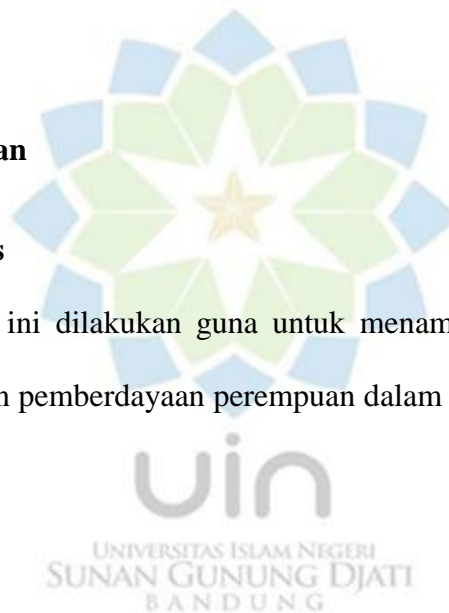 an
s
ini dilakukan guna untuk menam
n pemberdayaan perempuan dalam
uin
UNIVERSITAS ISLAM NEGERI
SUNAN GUNUNG DJATI
BANDUNG